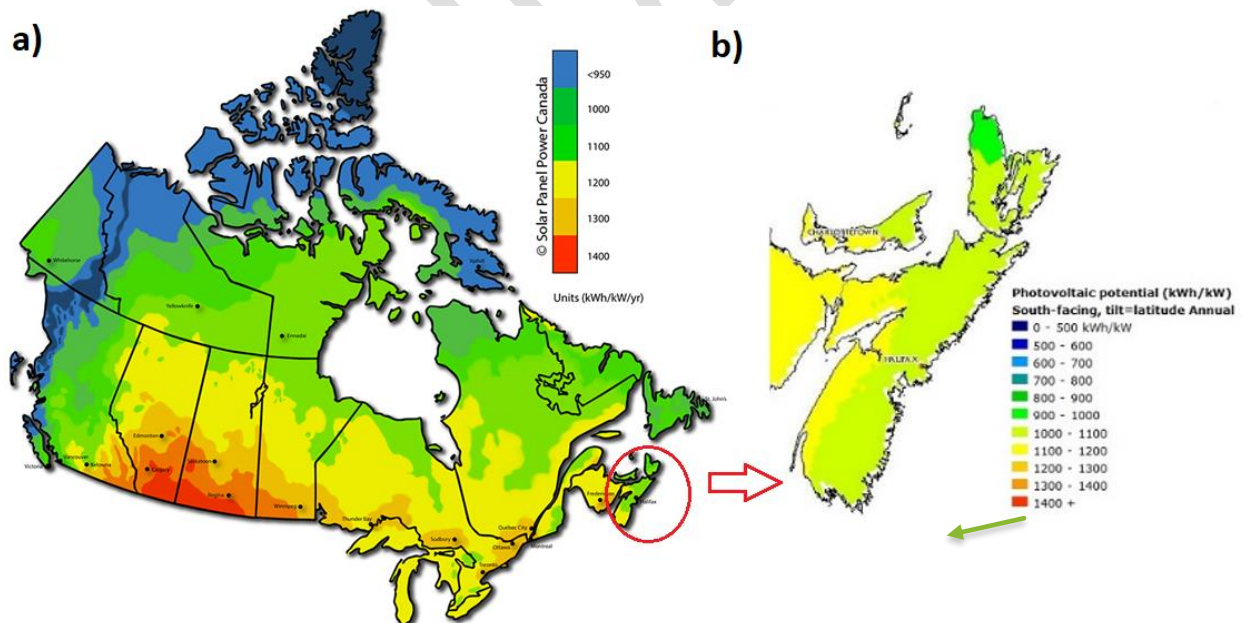 a)
© Solar Panel Power Canada
<950
1000
1100
1200
1300
1400
Units (kWh/kW/yr)
Whitehorse
Yellowknife
Ennadai
Iqaluit
St. John's
Edmonton
Saskatoon
Calgary
Regina
Winnipeg
Vancouver
Victoria
Kelowna
Thunder Bay
Sudbury
Ottawa
Toronto
Quebec City
Montreal
Fredericton
Halifax
b)
CHARLOTTETOWN
HALIFAX
Photovoltaic potential (kWh/kW)
South-facing, tilt=latitude Annual
0 - 500 kWh/kW
500 - 600
600 - 700
700 - 800
800 - 900
900 - 1000
1000 - 1100
1100 - 1200
1200 - 1300
1300 - 1400
1400 +